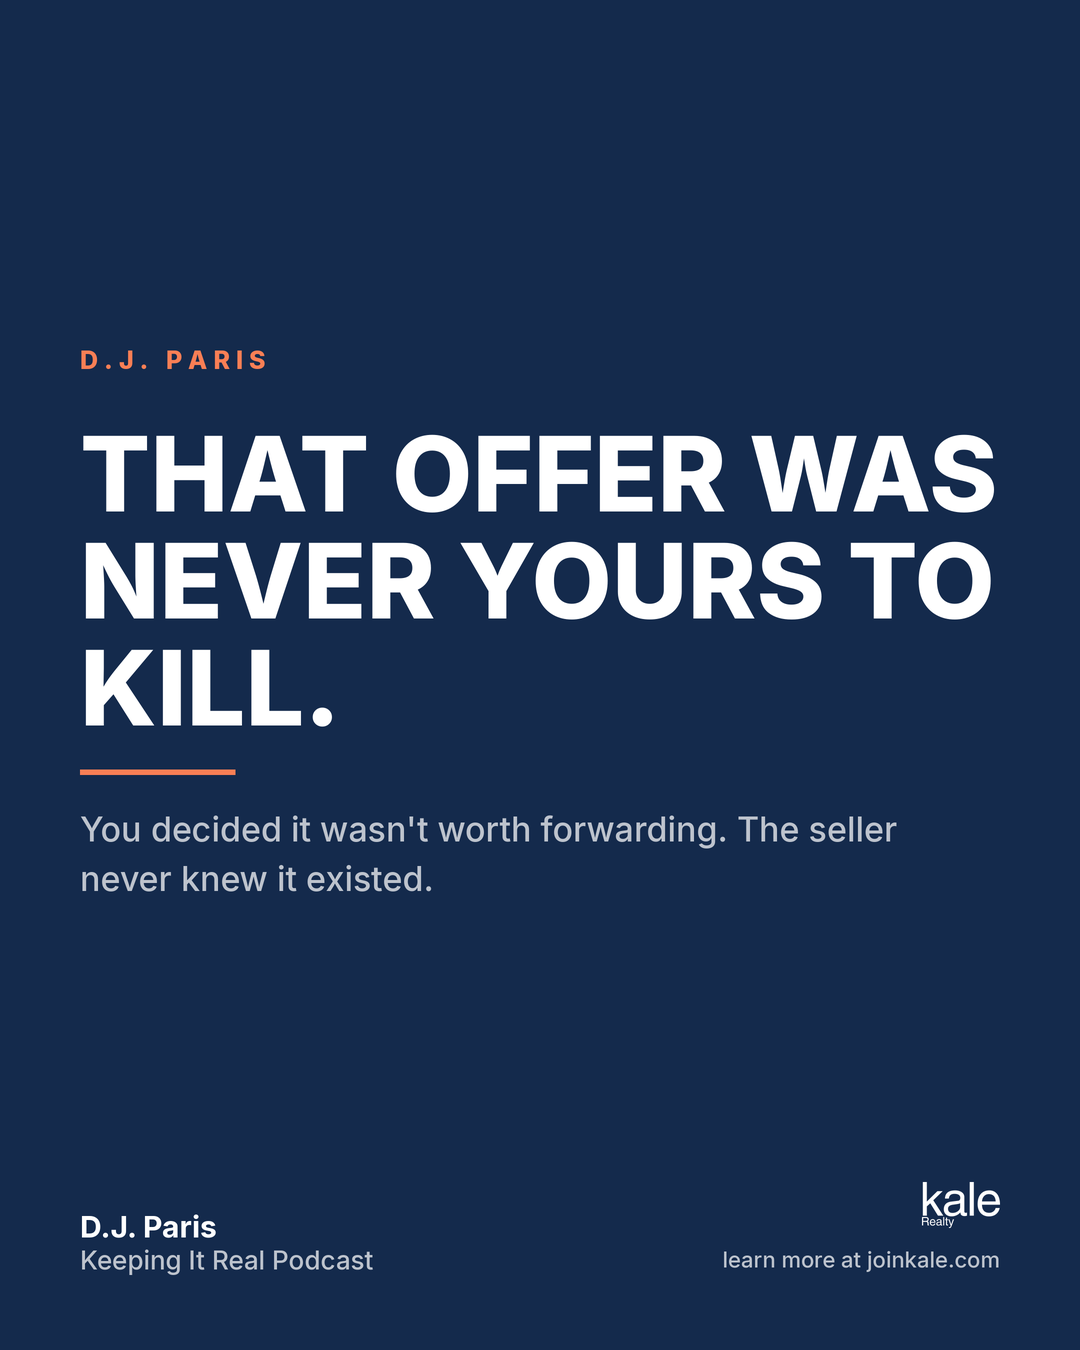 D.J. PARIS
THAT OFFER WAS
NEVER YOURS TO
KILL.
You decided it wasn't worth forwarding. The seller
never knew it existed.
D.J. Paris
Keeping It Real Podcast
kale
Realty
learn more at joinkale.com